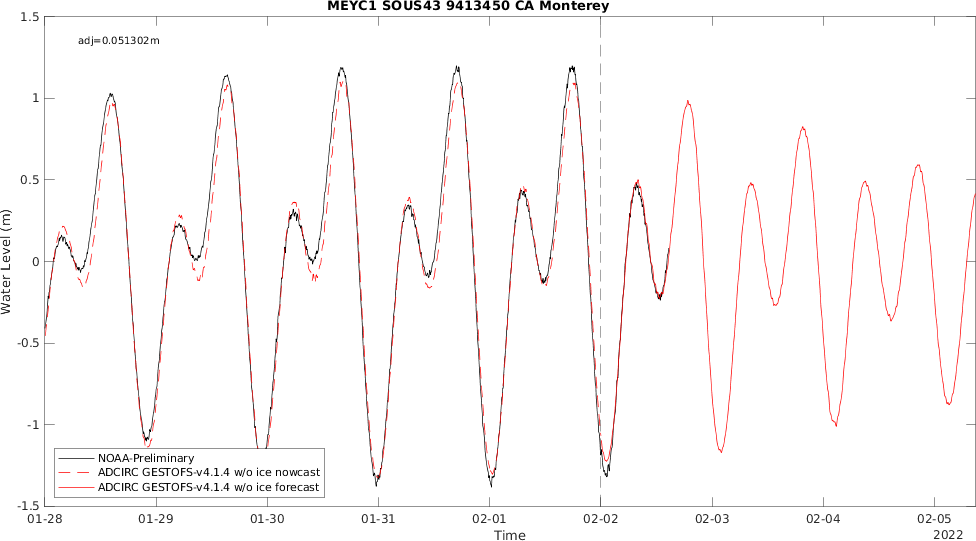 MEYC1 SOUS43 9413450 CA Monterey
adj=0.051302m
1.5
1
0.5
0
-0.5
-1
-1.5
Water Level (m)
NOAA-Preliminary
ADCIRC GESTOFS-v4.1.4 w/o ice nowcast
ADCIRC GESTOFS-v4.1.4 w/o ice forecast
01-28 01-29 01-30 01-31 02-01 02-02 02-03 02-04 02-05
Time
2022